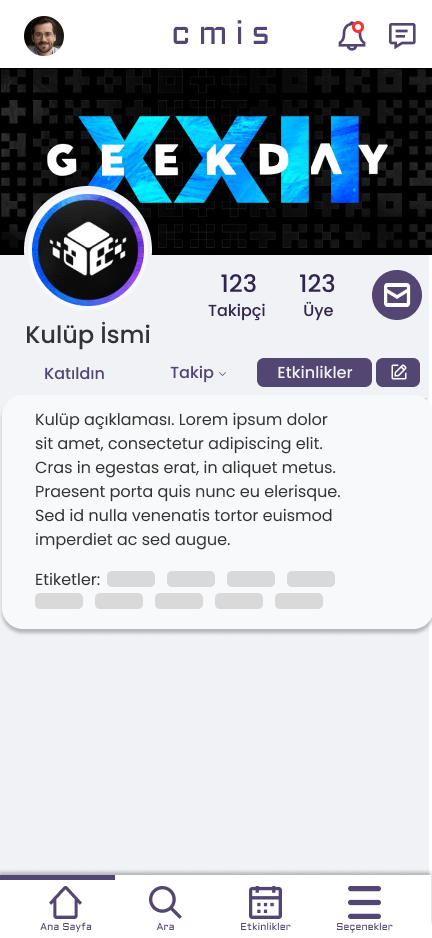 cmis
XXII
GEEKDAY
123 123
Takipçi Üye
Kulüp İsmi
Katıldın Takip Etkinlikler
Kulüp açıklaması. Lorem ipsum dolor
sit amet, consectetur adipiscing elit.
Cras in egestas erat, in aliquet metus.
Praesent porta quis nunc eu elerisque.
Sed id nulla venenatis tortor euismod
imperdiet ac sed augue.
Etiketler:
Ana Sayfa Ara Etkinlikler Seçenekler